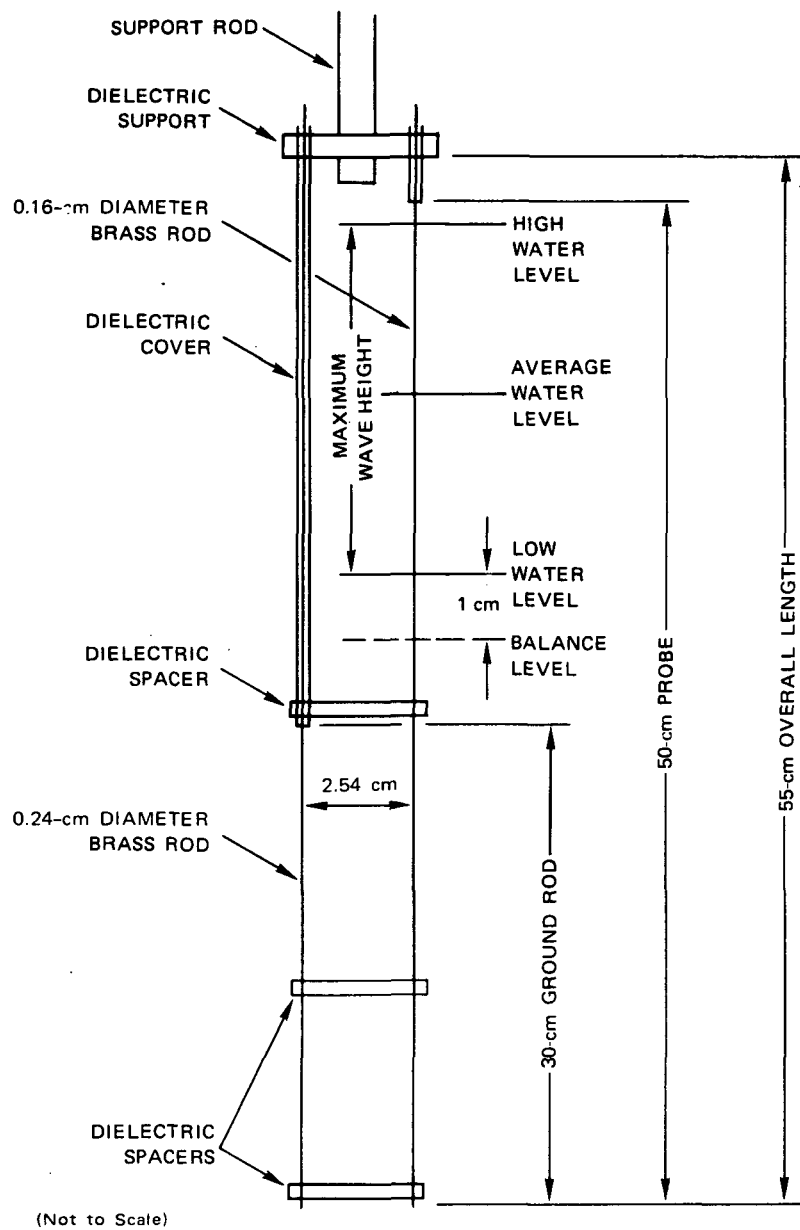 SUPPORT ROD
DIELECTRIC
SUPPORT
0.16-cm DIAMETER
BRASS ROD
HIGH
WATER
LEVEL
DIELECTRIC
COVER
MAXIMUM
WAVE HEIGHT
AVERAGE
WATER
LEVEL
LOW
WATER
LEVEL
1 cm
BALANCE
LEVEL
DIELECTRIC
SPACER
50-cm PROBE
55-cm OVERALL LENGTH
2.54 cm
0.24-cm DIAMETER
BRASS ROD
30-cm GROUND ROD
DIELECTRIC
SPACERS
(Not to Scale)